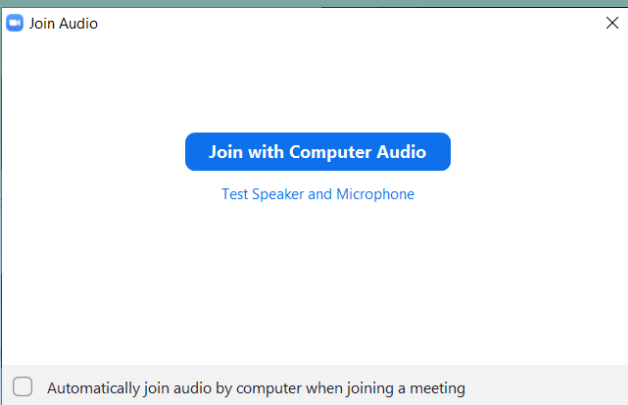 Join Audio
Join with Computer Audio
Test Speaker and Microphone
Automatically join audio by computer when joining a meeting